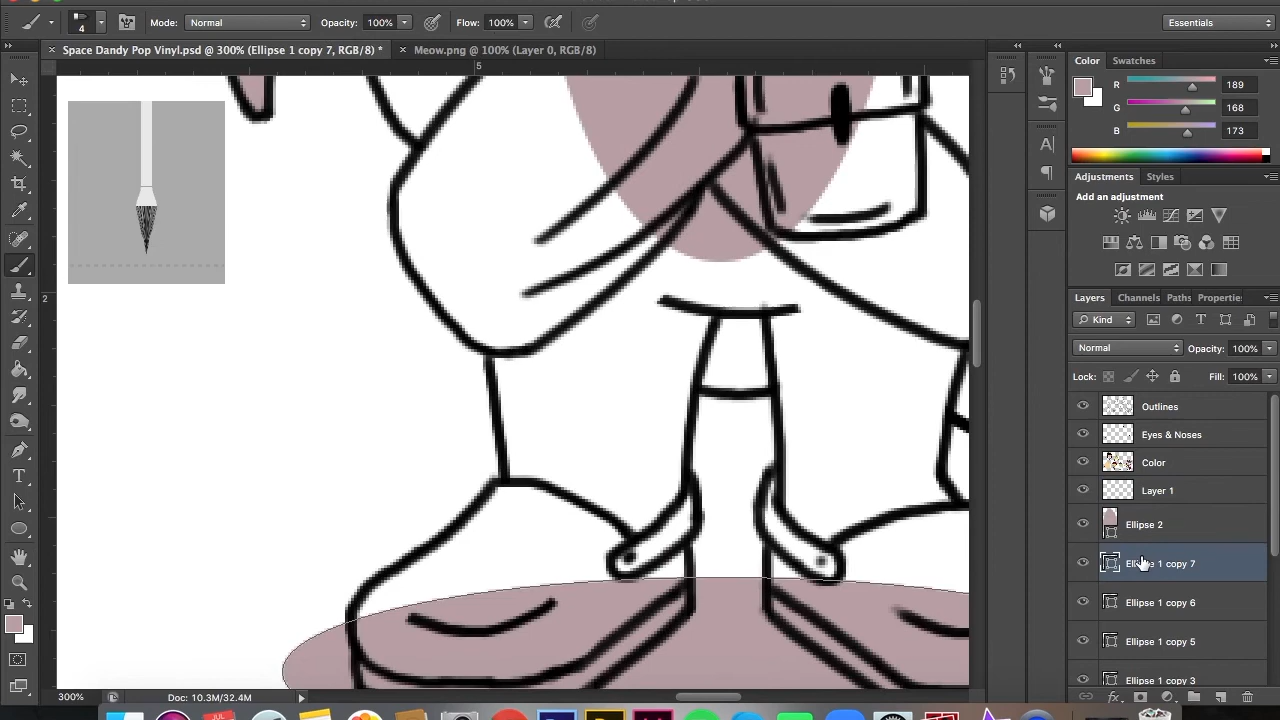 4 Mode: Normal Opacity: 100% Flow: 100% Essentials
× Space Dandy Pop Vinyl.psd @ 300% (Ellipse 1 copy 7, RGB/8) * × Meow.png @ 100% (Layer 0, RGB/8)
5
2
Color Swatches
R 189
G 168
B 173
Adjustments Styles
Add an adjustment
Layers Channels Paths Properties
Kind
Normal Opacity: 100%
Lock: Fill: 100%
Outlines
Eyes & Noses
Color
Layer 1
Ellipse 2
Ellipse 1 copy 7
Ellipse 1 copy 6
Ellipse 1 copy 5
Ellipse 1 copy 3
300% Doc: 10.3M/32.4M
JUL